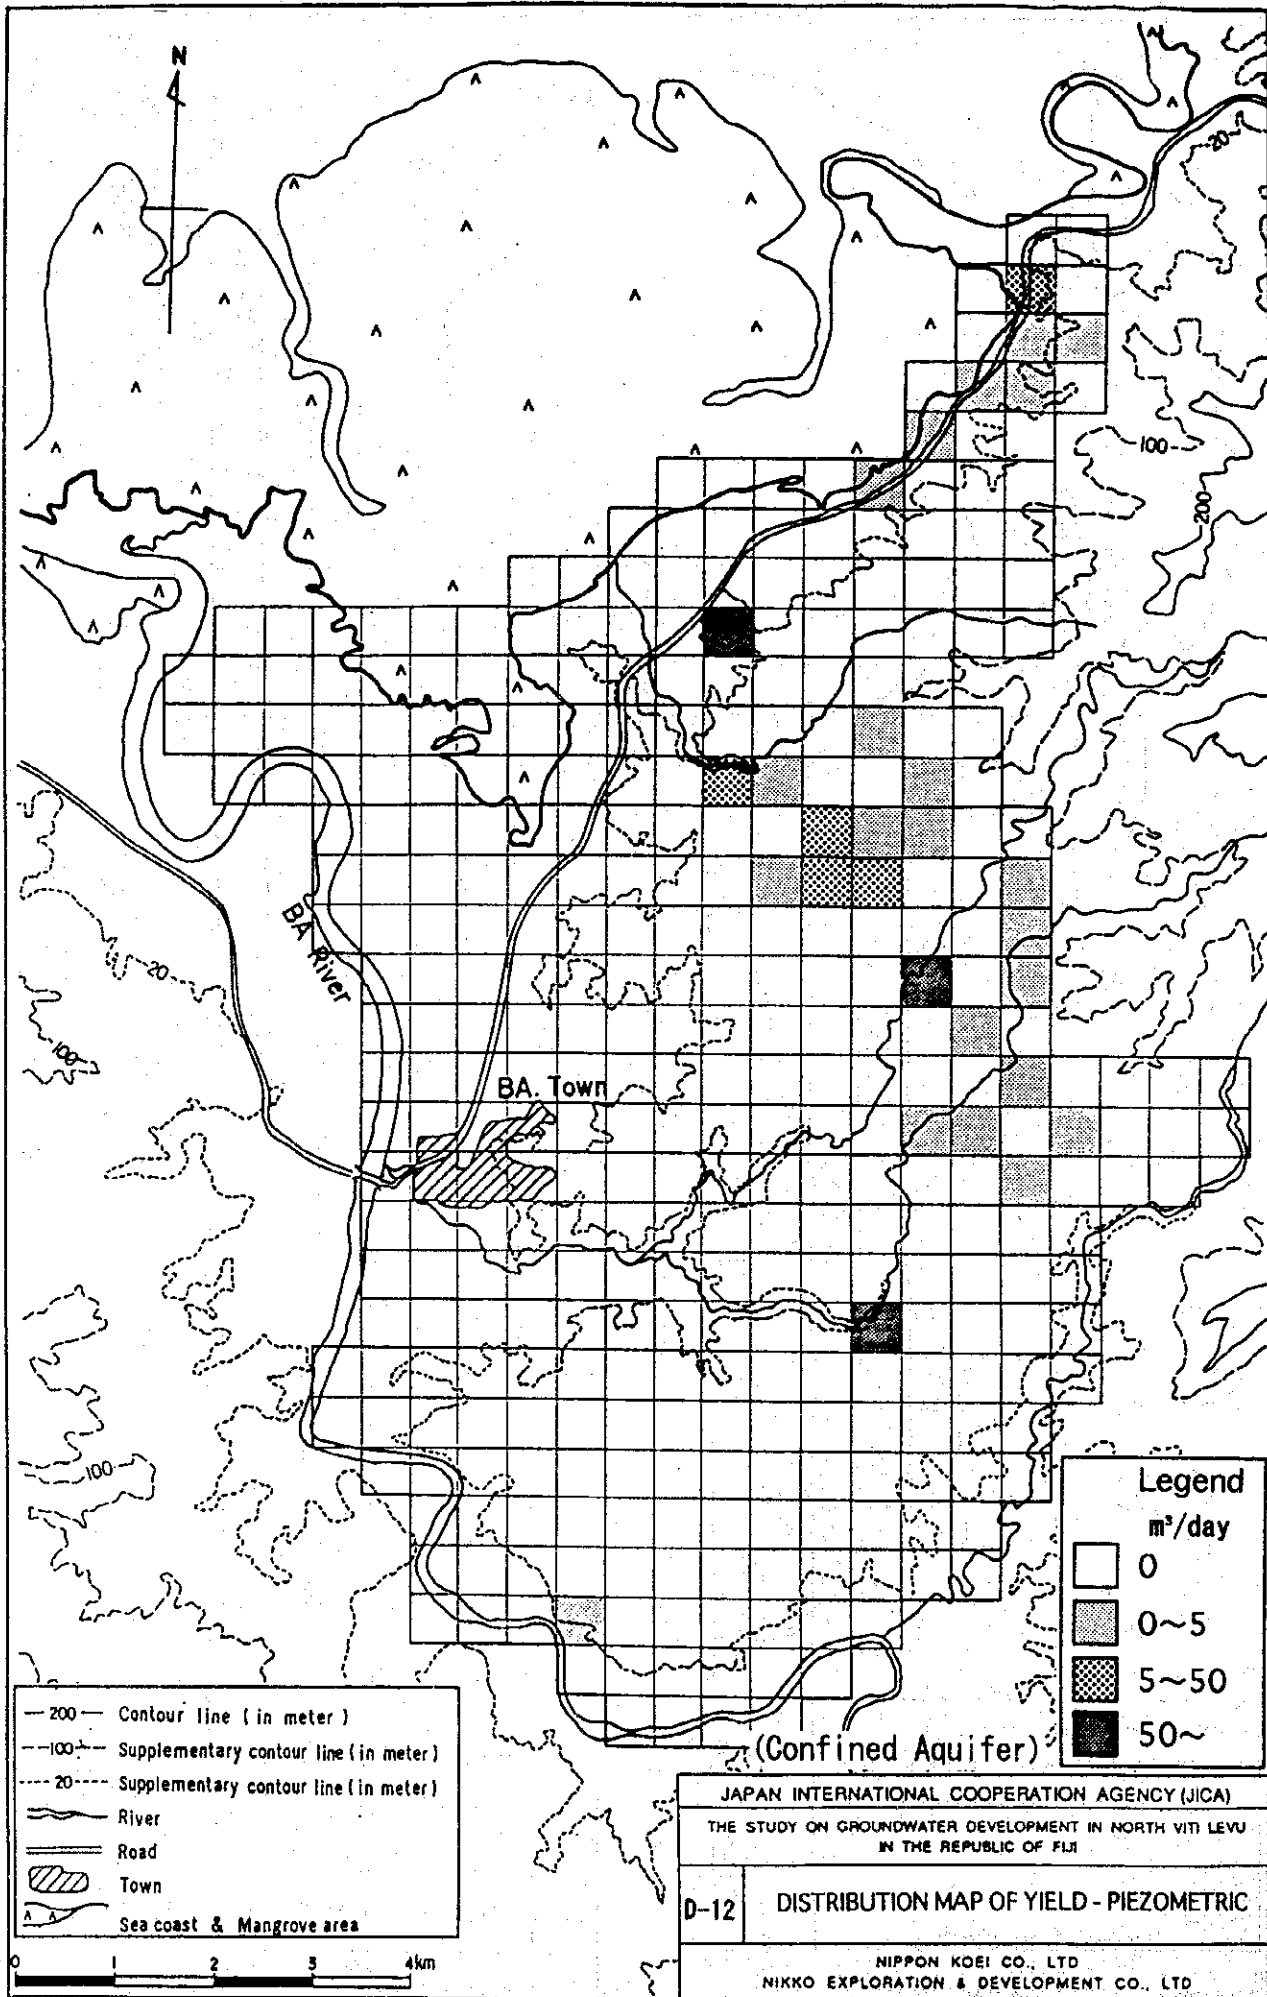 N
20
100
200
BA River
20
100
BA Town
100
Legend
m³/day
0
0~5
5~50
50~
(Confined Aquifer)
200 Contour line (in meter)
100 Supplementary contour line (in meter)
20 Supplementary contour line (in meter)
River
Road
Town
Sea coast & Mangrove area
0 1 2 3 4km
JAPAN INTERNATIONAL COOPERATION AGENCY (JICA)
THE STUDY ON GROUNDWATER DEVELOPMENT IN NORTH VITI LEVU
IN THE REPUBLIC OF FIJI
D-12 DISTRIBUTION MAP OF YIELD - PIEZOMETRIC
NIPPON KOEI CO., LTD
NIKKO EXPLORATION & DEVELOPMENT CO., LTD